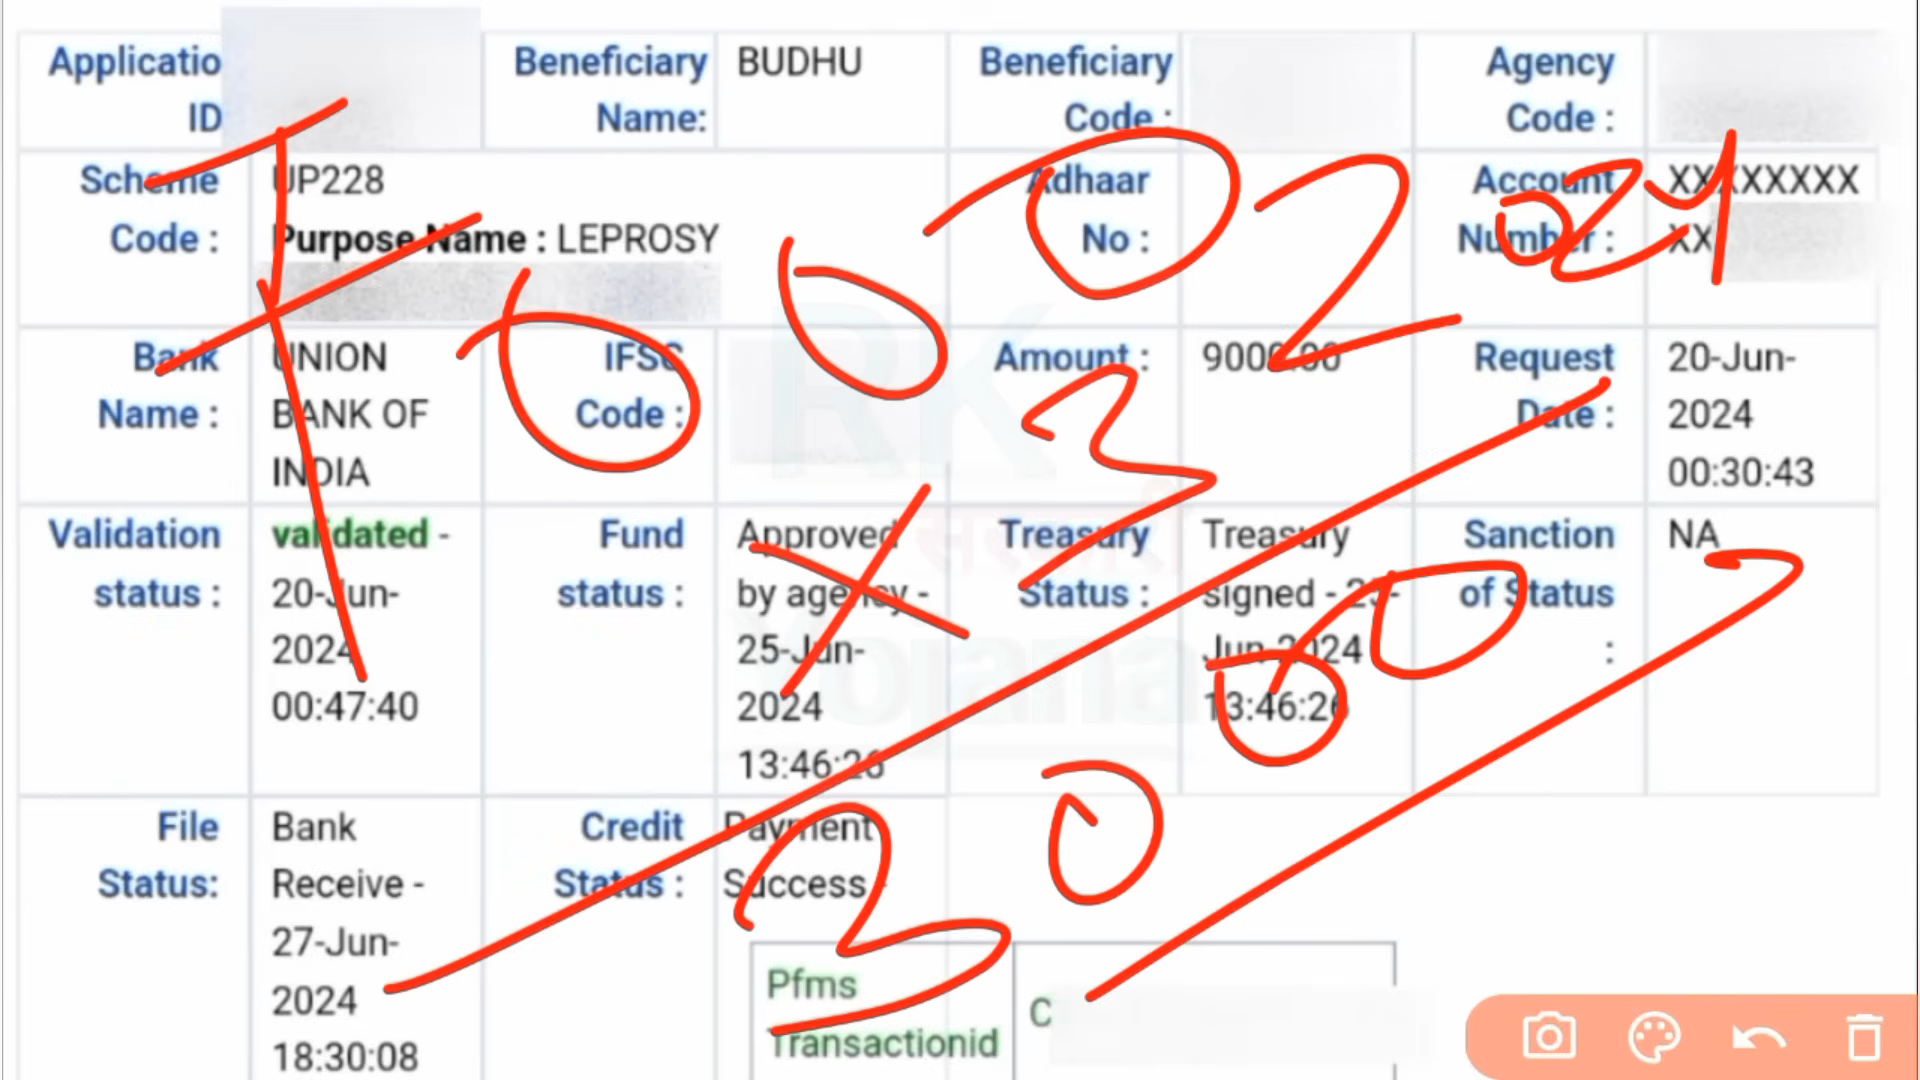 Applicatio
ID
Beneficiary
Name:
BUDHU
Beneficiary
Code :
Agency
Code :
Scheme
Code :
UP228
Purpose Name : LEPROSY
Adhaar
No :
Account
Number :
XXXXXXXX
XX
Bank
Name :
UNION
BANK OF
INDIA
IFSC
Code :
Amount :
9000.00
Request
Date :
20-Jun-
2024
00:30:43
Validation
status :
validated -
20-Jun-
2024
00:47:40
Fund
status :
Approved
by agency -
25-Jun-
2024
13:46:26
Treasury
Status :
Treasury
signed - 25-
Jun-2024
13:46:26
Sanction
of Status
:
NA
File
Status:
Bank
Receive -
27-Jun-
2024
18:30:08
Credit
Status :
Payment
Success -
Pfms
Transactionid
C
RK
Yojana
2024
3000